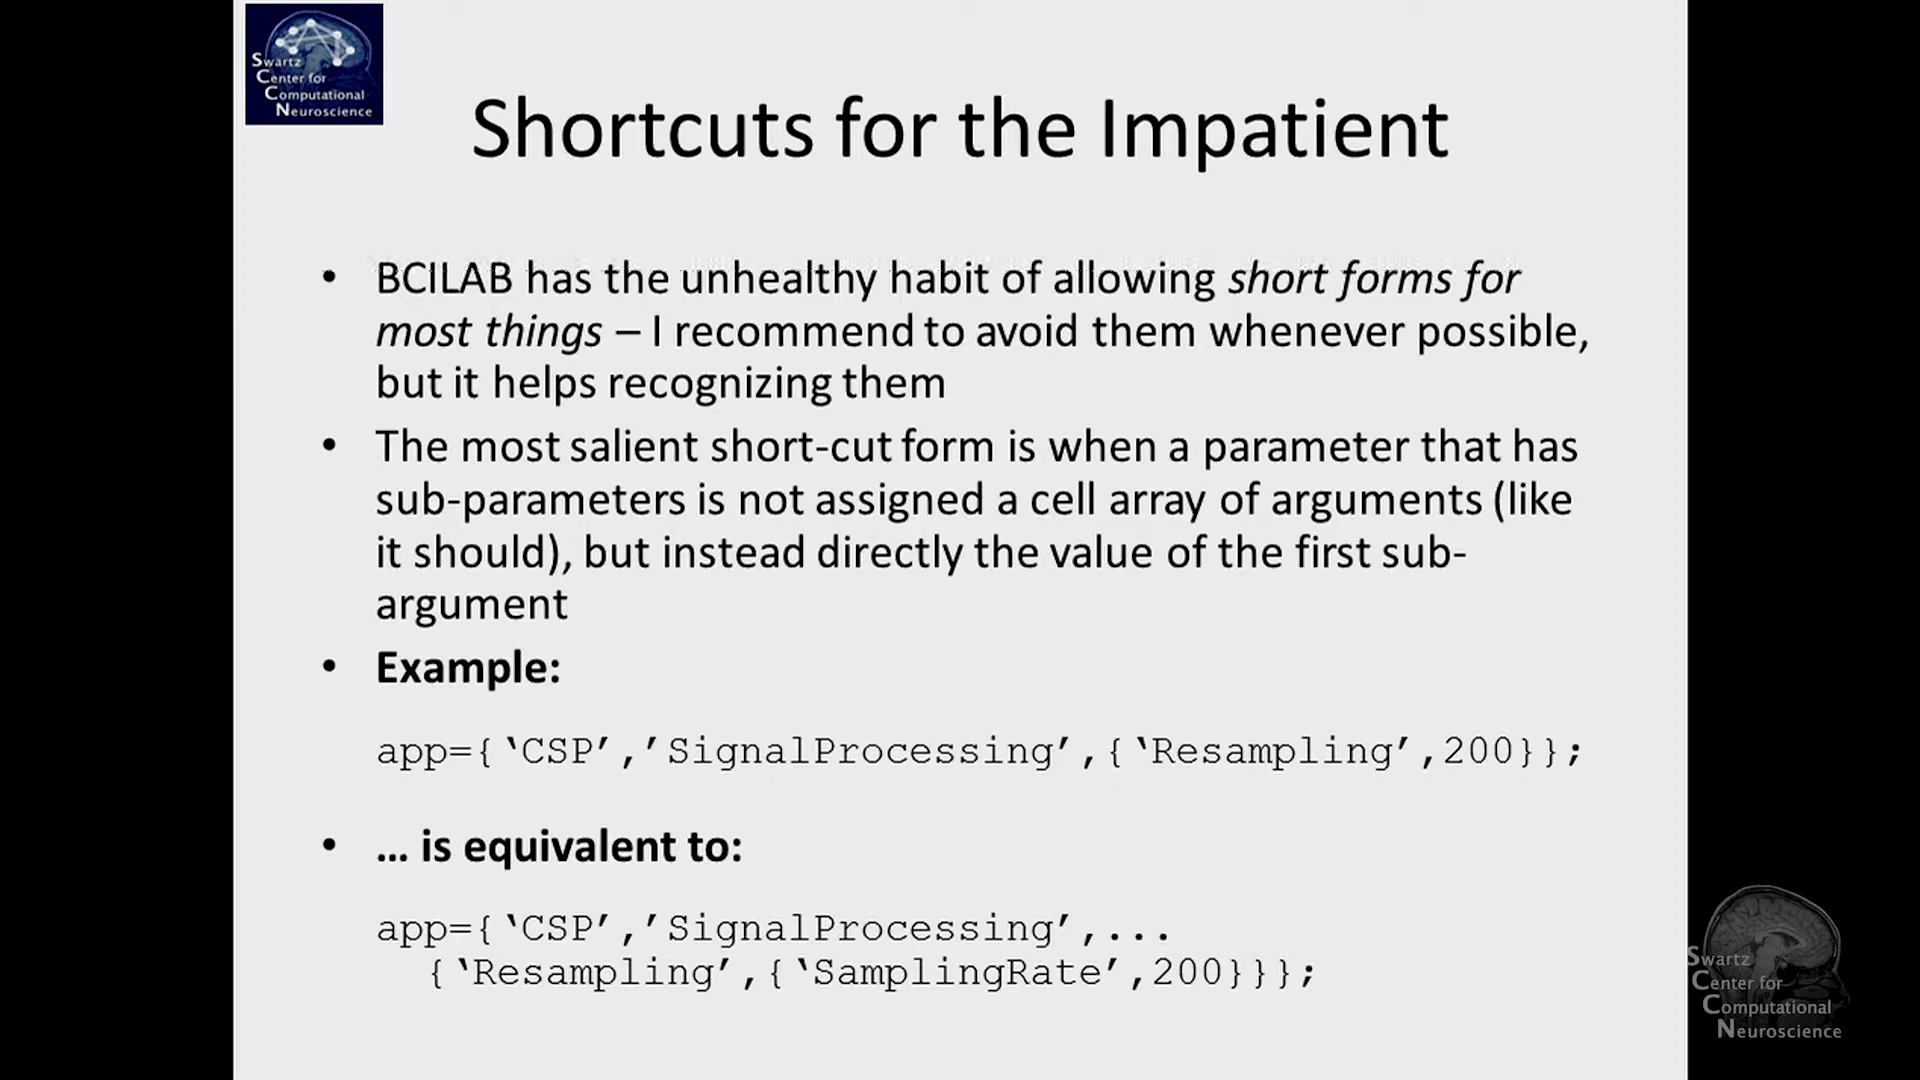 Swartz
Center for
Computational
Neuroscience
Shortcuts for the Impatient
• BCILAB has the unhealthy habit of allowing short forms for
most things – I recommend to avoid them whenever possible,
but it helps recognizing them
• The most salient short-cut form is when a parameter that has
sub-parameters is not assigned a cell array of arguments (like
it should), but instead directly the value of the first sub-
argument
• Example:
app={‘CSP’,’SignalProcessing’,{‘Resampling’,200}};
• … is equivalent to:
app={‘CSP’,’SignalProcessing’,...
{‘Resampling’,{‘SamplingRate’,200}}};
Swartz
Center for
Computational
Neuroscience